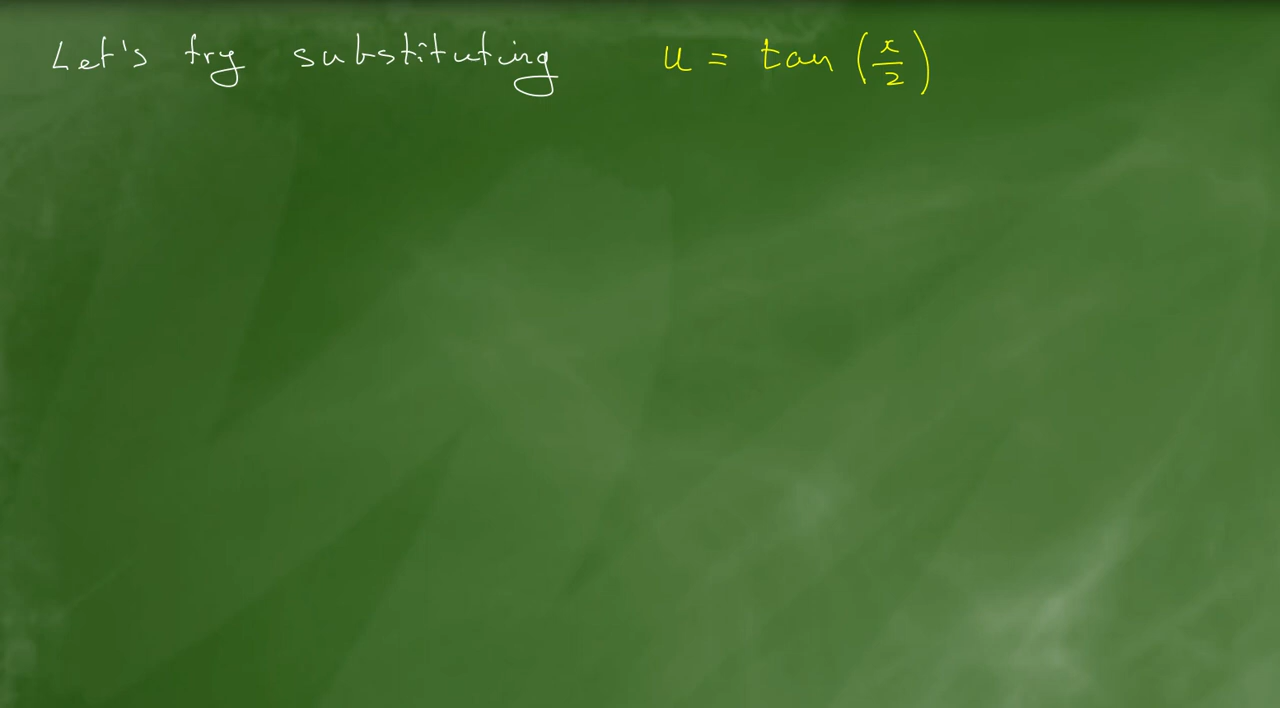 Let's try substituting u = tan (x/2)